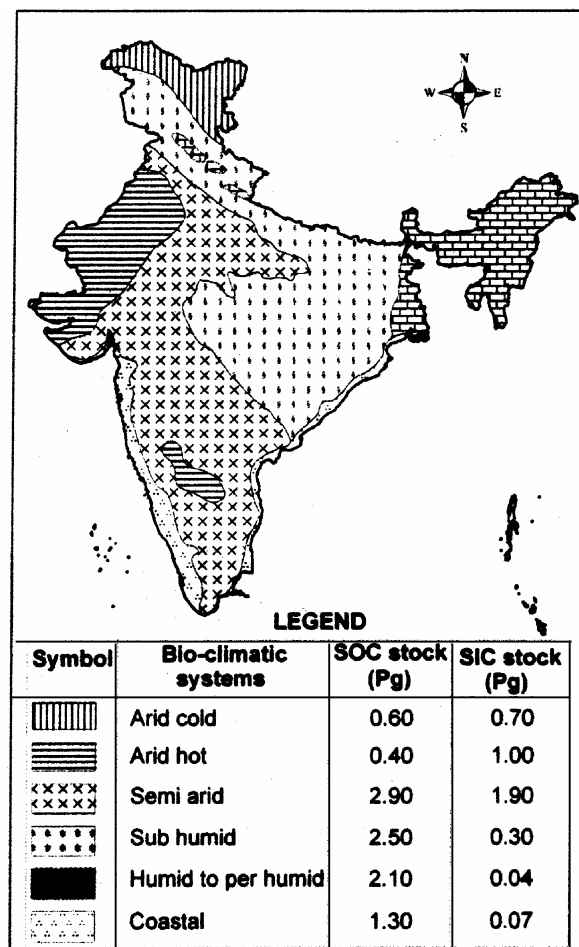 N
W E
S
LEGEND
Symbol Bio-climatic systems SOC stock (Pg) SIC stock (Pg)
Arid cold 0.60 0.70
Arid hot 0.40 1.00
Semi arid 2.90 1.90
Sub humid 2.50 0.30
Humid to per humid 2.10 0.04
Coastal 1.30 0.07